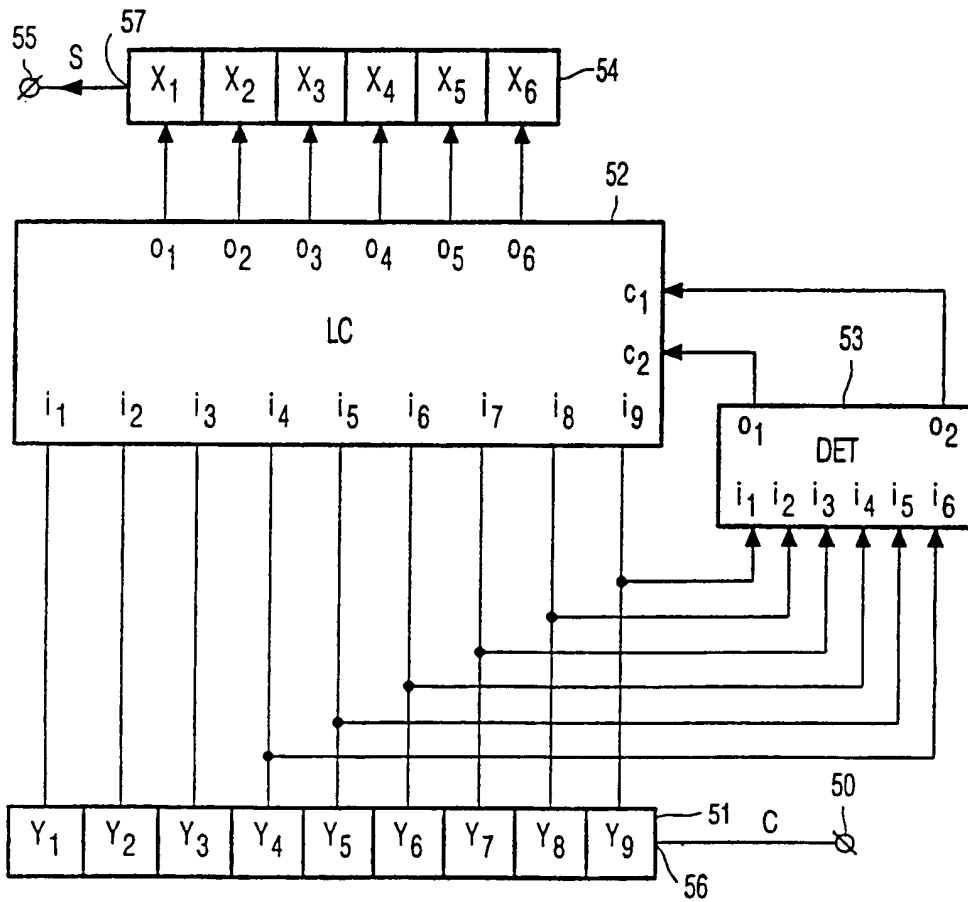 55 S 57
X1 X2 X3 X4 X5 X6 54
52
o1 o2 o3 o4 o5 o6
c1
LC
c2 53
i1 i2 i3 i4 i5 i6 i7 i8 i9
o1 o2
DET
i1 i2 i3 i4 i5 i6
Y1 Y2 Y3 Y4 Y5 Y6 Y7 Y8 Y9 51 C 50
56